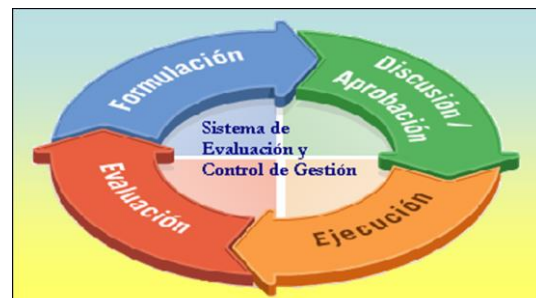 Formulación
Discusión /
Aprobación
Sistema de
Evaluación y
Control de Gestión
Evaluación
Ejecución